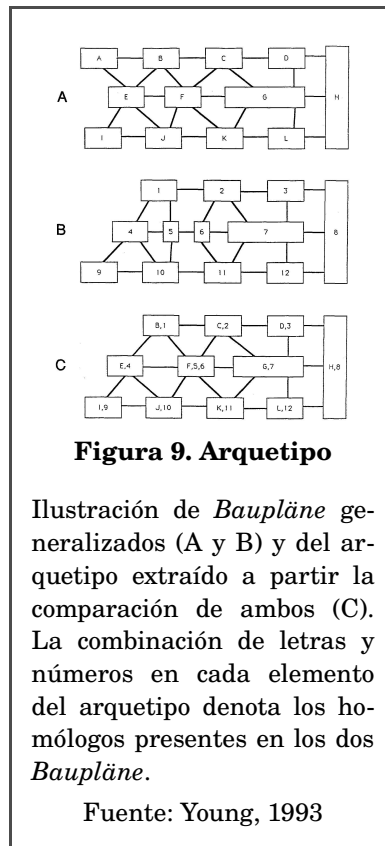 A B C D
A E F G H
I J K L
1 2 3
B 4 5 6 7 8
9 10 11 12
B,1 C,2 D,3
C E,4 F,5,6 G,7 H,8
I,9 J,10 K,11 L,12
Figura 9. Arquetipo
Ilustración de Baupläne ge-
neralizados (A y B) y del ar-
quetipo extraído a partir la
comparación de ambos (C).
La combinación de letras y
números en cada elemento
del arquetipo denota los ho-
mólogos presentes en los dos
Baupläne.
Fuente: Young, 1993